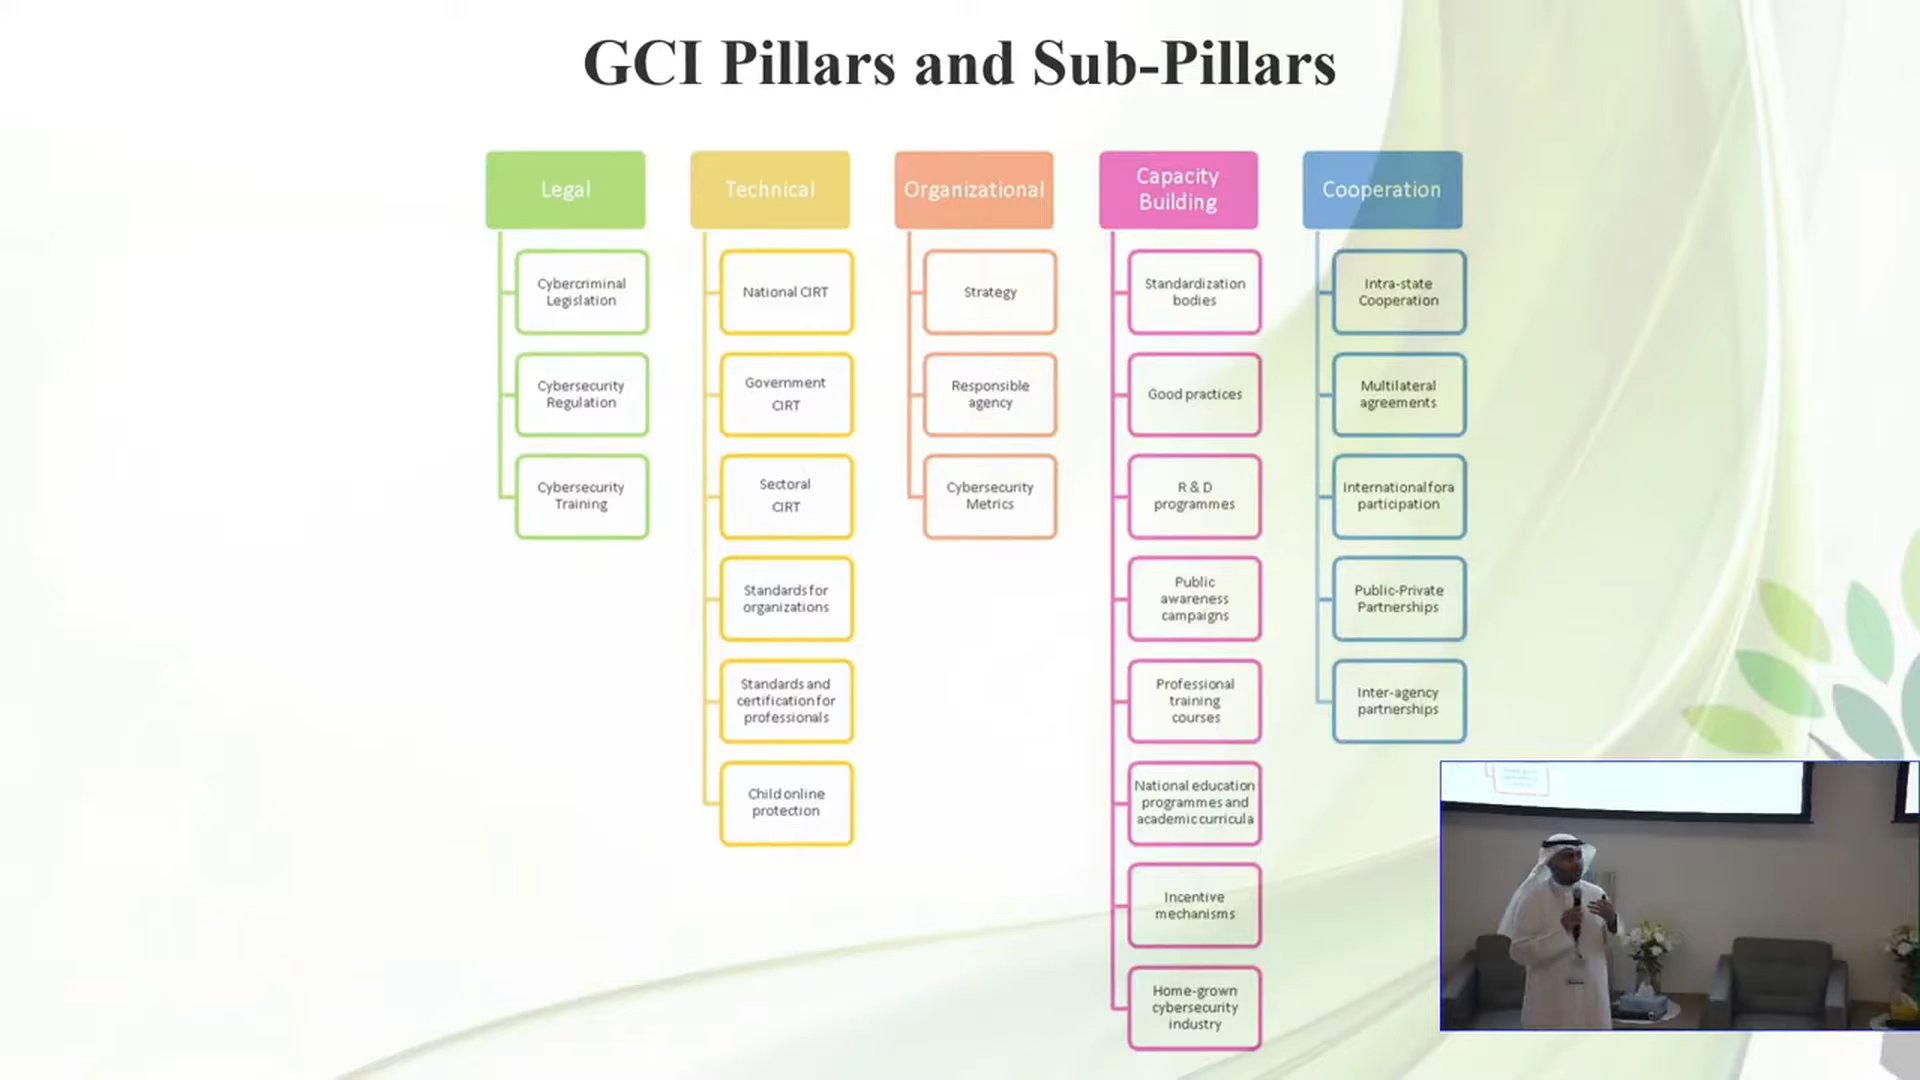 GCI Pillars and Sub-Pillars
Legal
Cybercriminal
Legislation
Cybersecurity
Regulation
Cybersecurity
Training
Technical
National CIRT
Government
CIRT
Sectoral
CIRT
Standards for
organizations
Standards and
certification for
professionals
Child online
protection
Organizational
Strategy
Responsible
agency
Cybersecurity
Metrics
Capacity
Building
Standardization
bodies
Good practices
R & D
programmes
Public
awareness
campaigns
Professional
training
courses
National education
programmes and
academic curricula
Incentive
mechanisms
Home-grown
cybersecurity
industry
Cooperation
Intra-state
Cooperation
Multilateral
agreements
International fora
participation
Public-Private
Partnerships
Inter-agency
partnerships